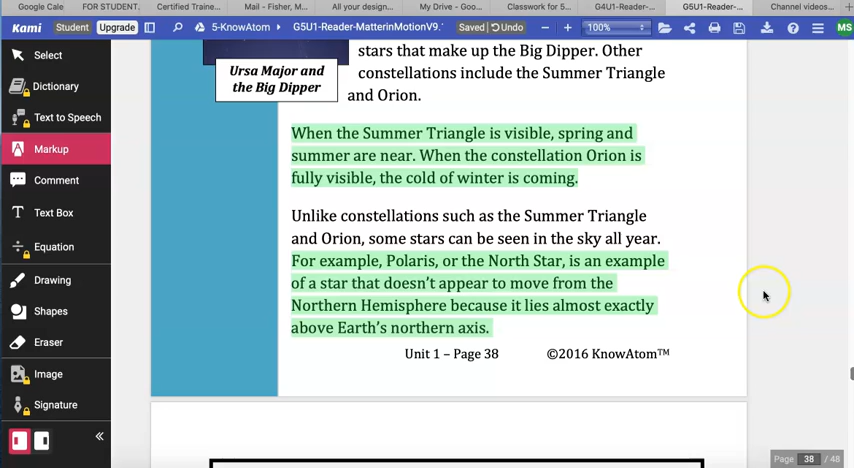 Google Cale
FOR STUDENT.
Certified Traine...
Mail - Fisher, M...
All your design...
My Drive - Goo...
Classwork for 5...
G4U1-Reader-...
G5U1-Reader-...
Channel videos...
Kami Student Upgrade 5-KnowAtom G5U1-Reader-MatterinMotionV9. Saved Undo − + 100% MS
Select
Dictionary
Text to Speech
Markup
Comment
Text Box
Equation
Drawing
Shapes
Eraser
Image
Signature
Ursa Major and
the Big Dipper
stars that make up the Big Dipper. Other
constellations include the Summer Triangle
and Orion.
When the Summer Triangle is visible, spring and
summer are near. When the constellation Orion is
fully visible, the cold of winter is coming.
Unlike constellations such as the Summer Triangle
and Orion, some stars can be seen in the sky all year.
For example, Polaris, or the North Star, is an example
of a star that doesn’t appear to move from the
Northern Hemisphere because it lies almost exactly
above Earth’s northern axis.
Unit 1 – Page 38 ©2016 KnowAtom™
Page 38 / 48